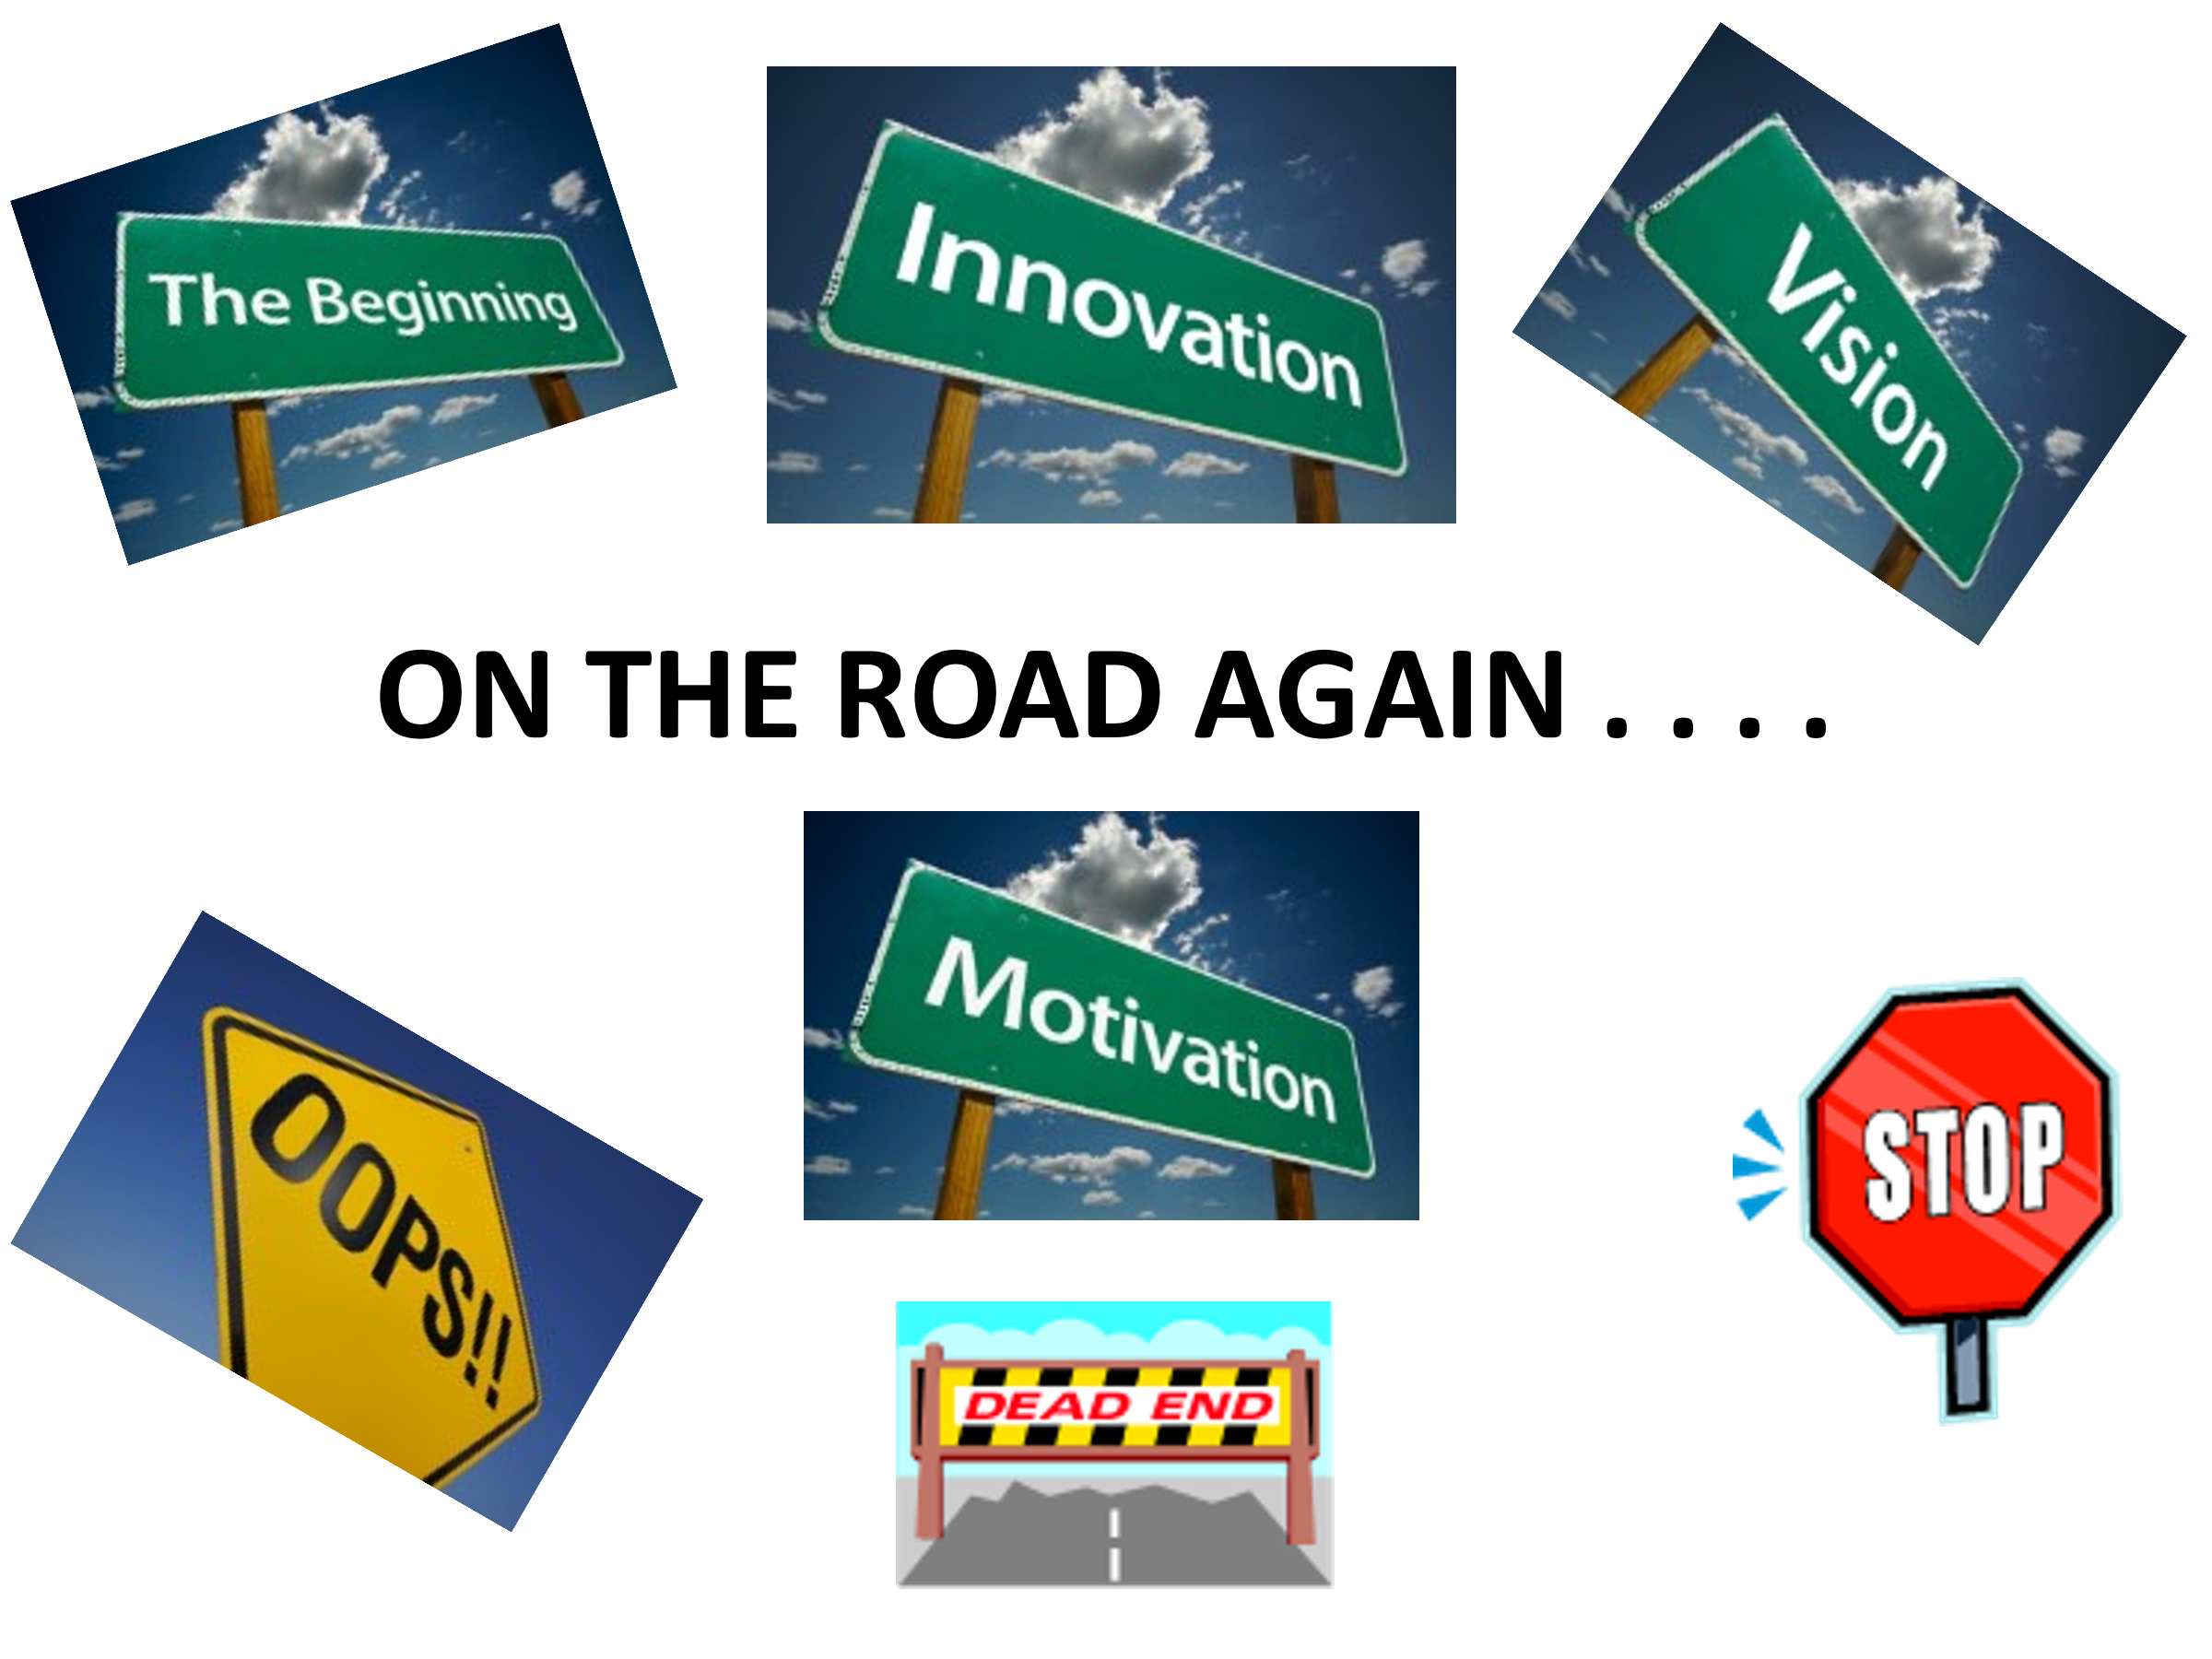 The Beginning
Innovation
Vision
ON THE ROAD AGAIN . . . .
Motivation
OOPS!!
STOP
DEAD END